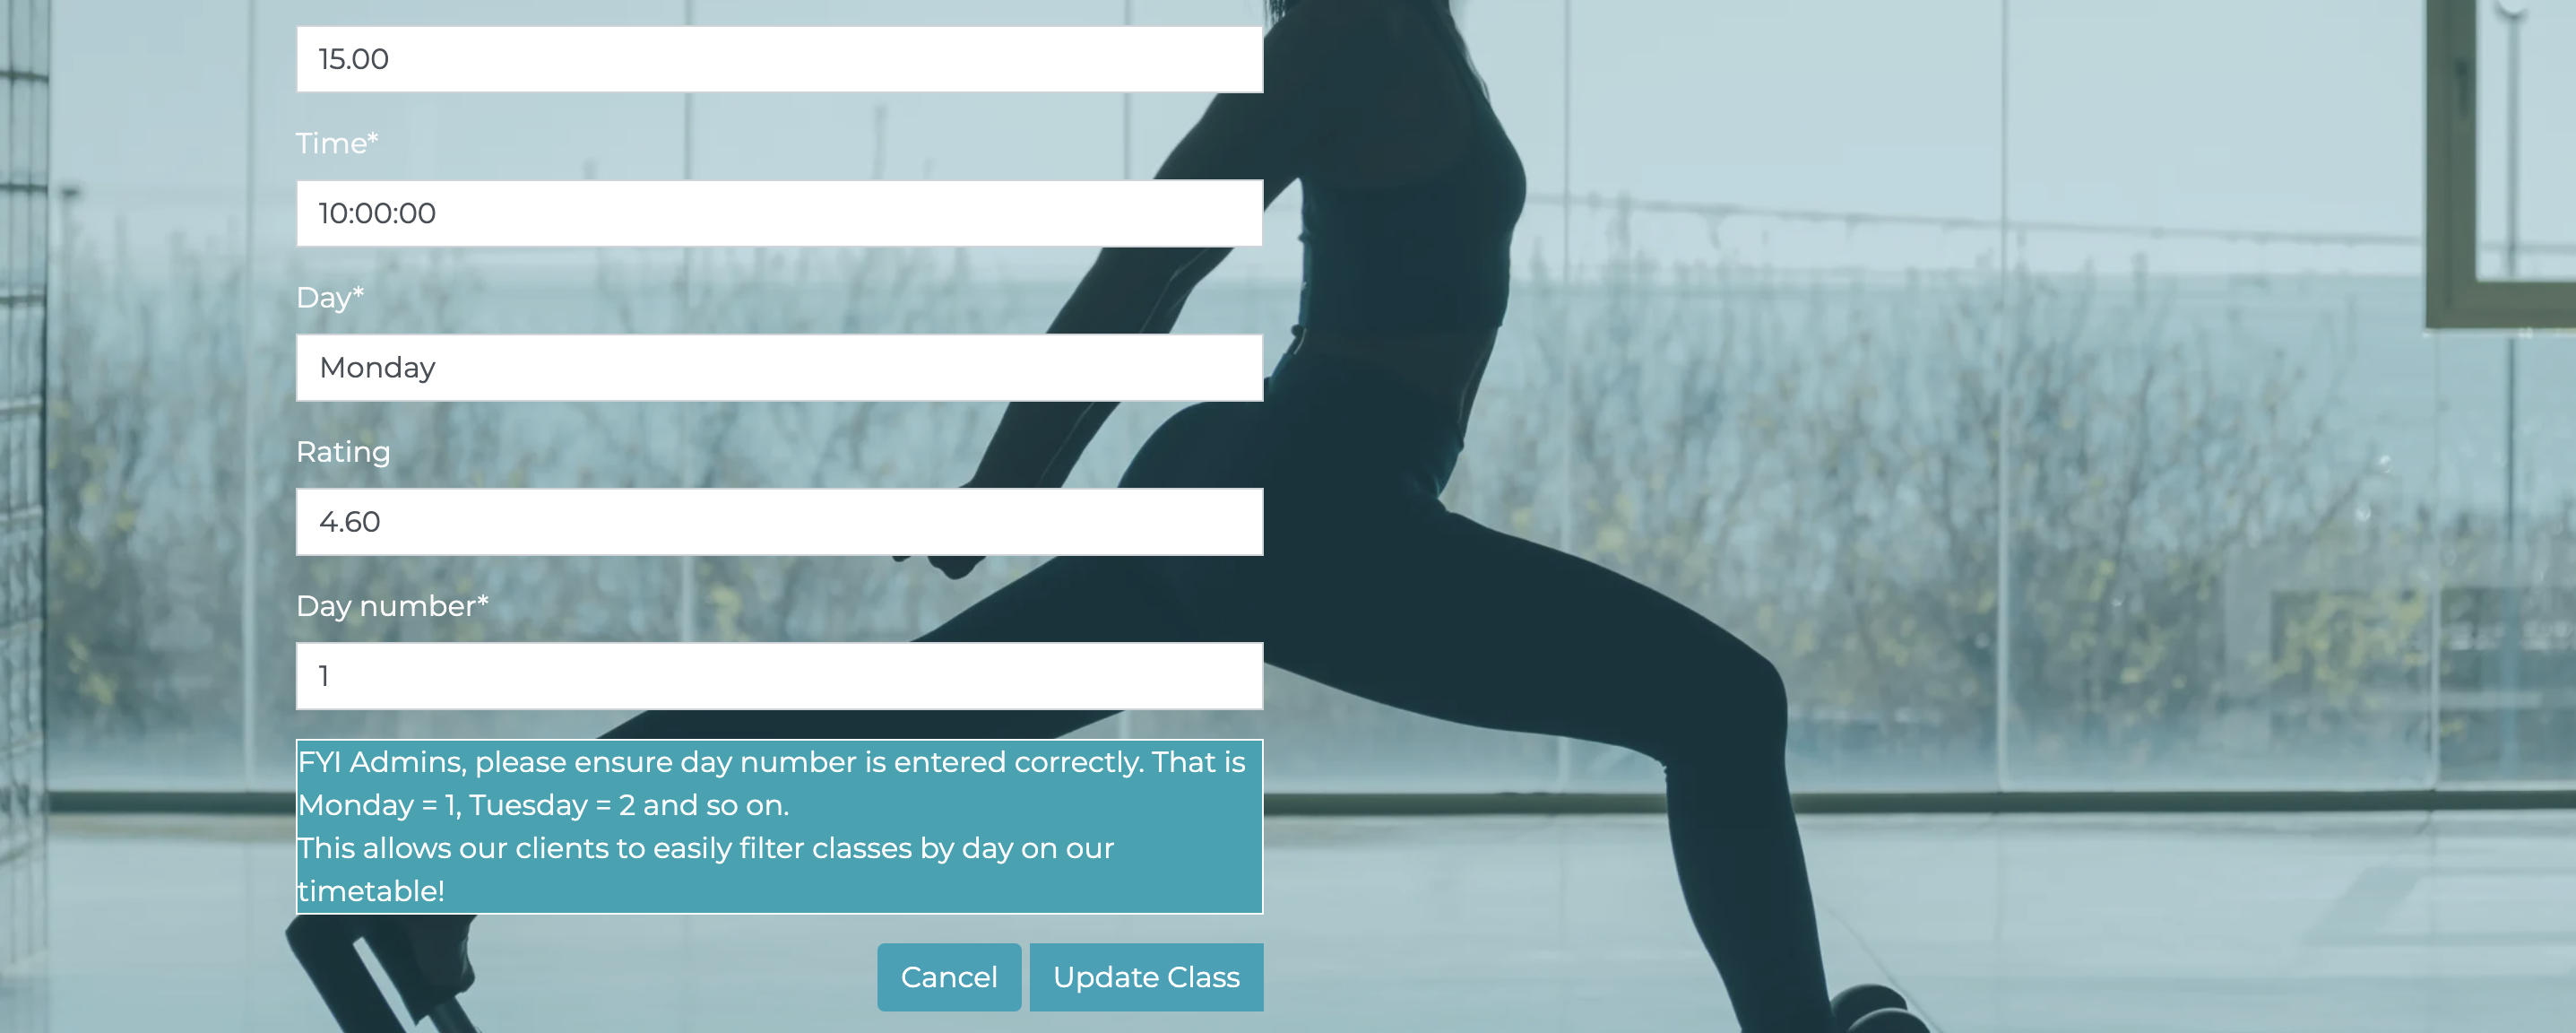 15.00
Time*
10:00:00
Day*
Monday
Rating
4.60
Day number*
1
FYI Admins, please ensure day number is entered correctly. That is
Monday = 1, Tuesday = 2 and so on.
This allows our clients to easily filter classes by day on our
timetable!
Cancel Update Class